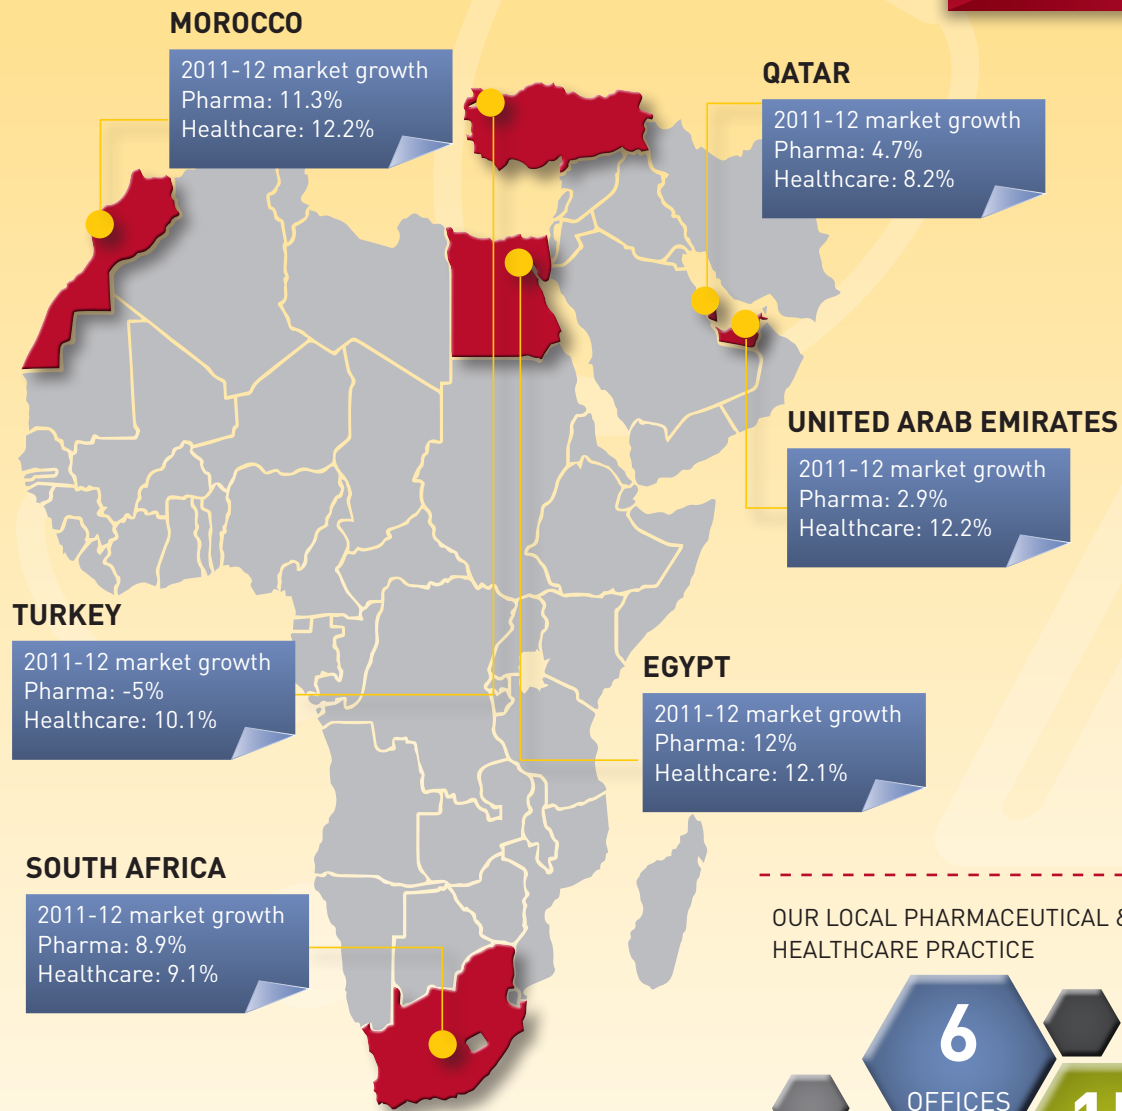 MOROCCO
2011-12 market growth
Pharma: 11.3%
Healthcare: 12.2%
QATAR
2011-12 market growth
Pharma: 4.7%
Healthcare: 8.2%
UNITED ARAB EMIRATES
2011-12 market growth
Pharma: 2.9%
Healthcare: 12.2%
TURKEY
2011-12 market growth
Pharma: -5%
Healthcare: 10.1%
EGYPT
2011-12 market growth
Pharma: 12%
Healthcare: 12.1%
SOUTH AFRICA
2011-12 market growth
Pharma: 8.9%
Healthcare: 9.1%
OUR LOCAL PHARMACEUTICAL &
HEALTHCARE PRACTICE
6
OFFICES